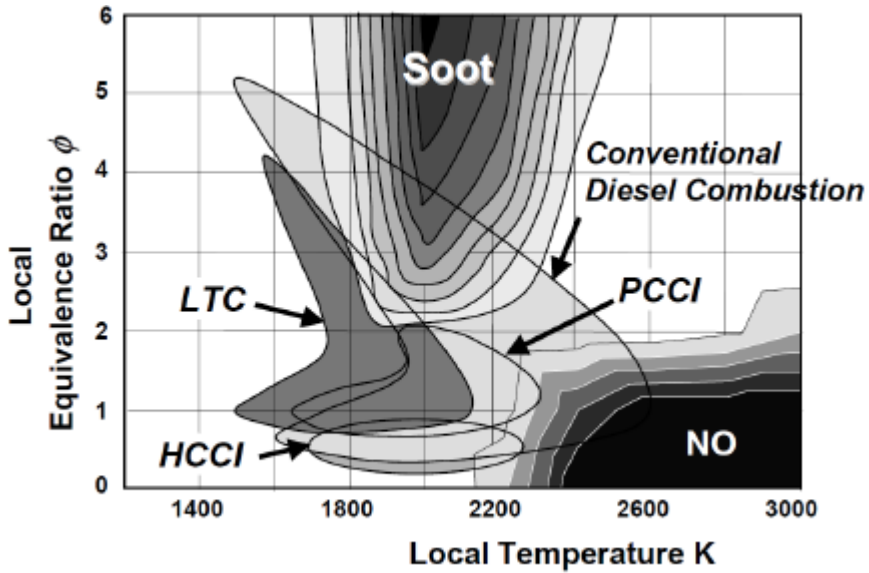 6
5
4
3
2
1
0
Local
Equivalence Ratio ϕ
Soot
Conventional
Diesel Combustion
LTC
PCCI
HCCI
NO
1400 1800 2200 2600 3000
Local Temperature K